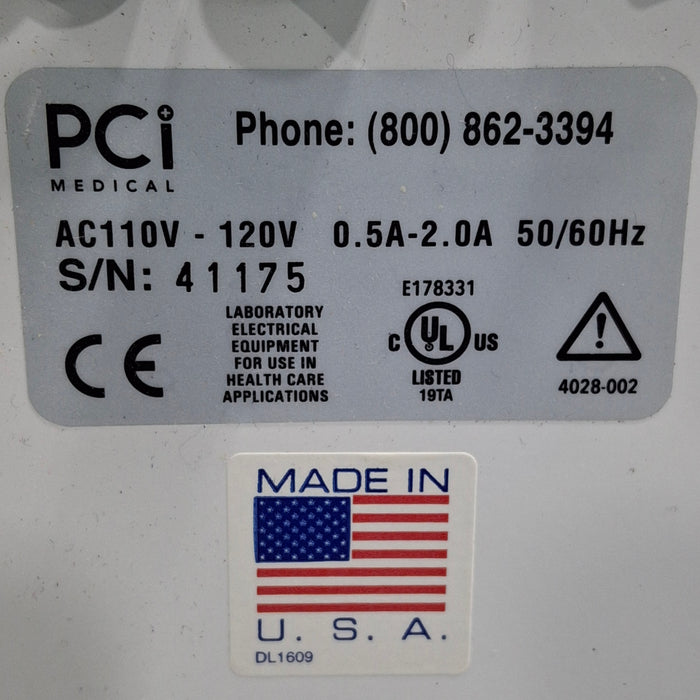 PCi Phone: (800) 862-3394
MEDICAL
AC110V - 120V 0.5A-2.0A 50/60Hz
S/N: 41175
CE
LABORATORY
ELECTRICAL
EQUIPMENT
FOR USE IN
HEALTH CARE
APPLICATIONS
E178331
C UL US
LISTED
19TA
!
4028-002
MADE IN
U. S. A.
DL1609